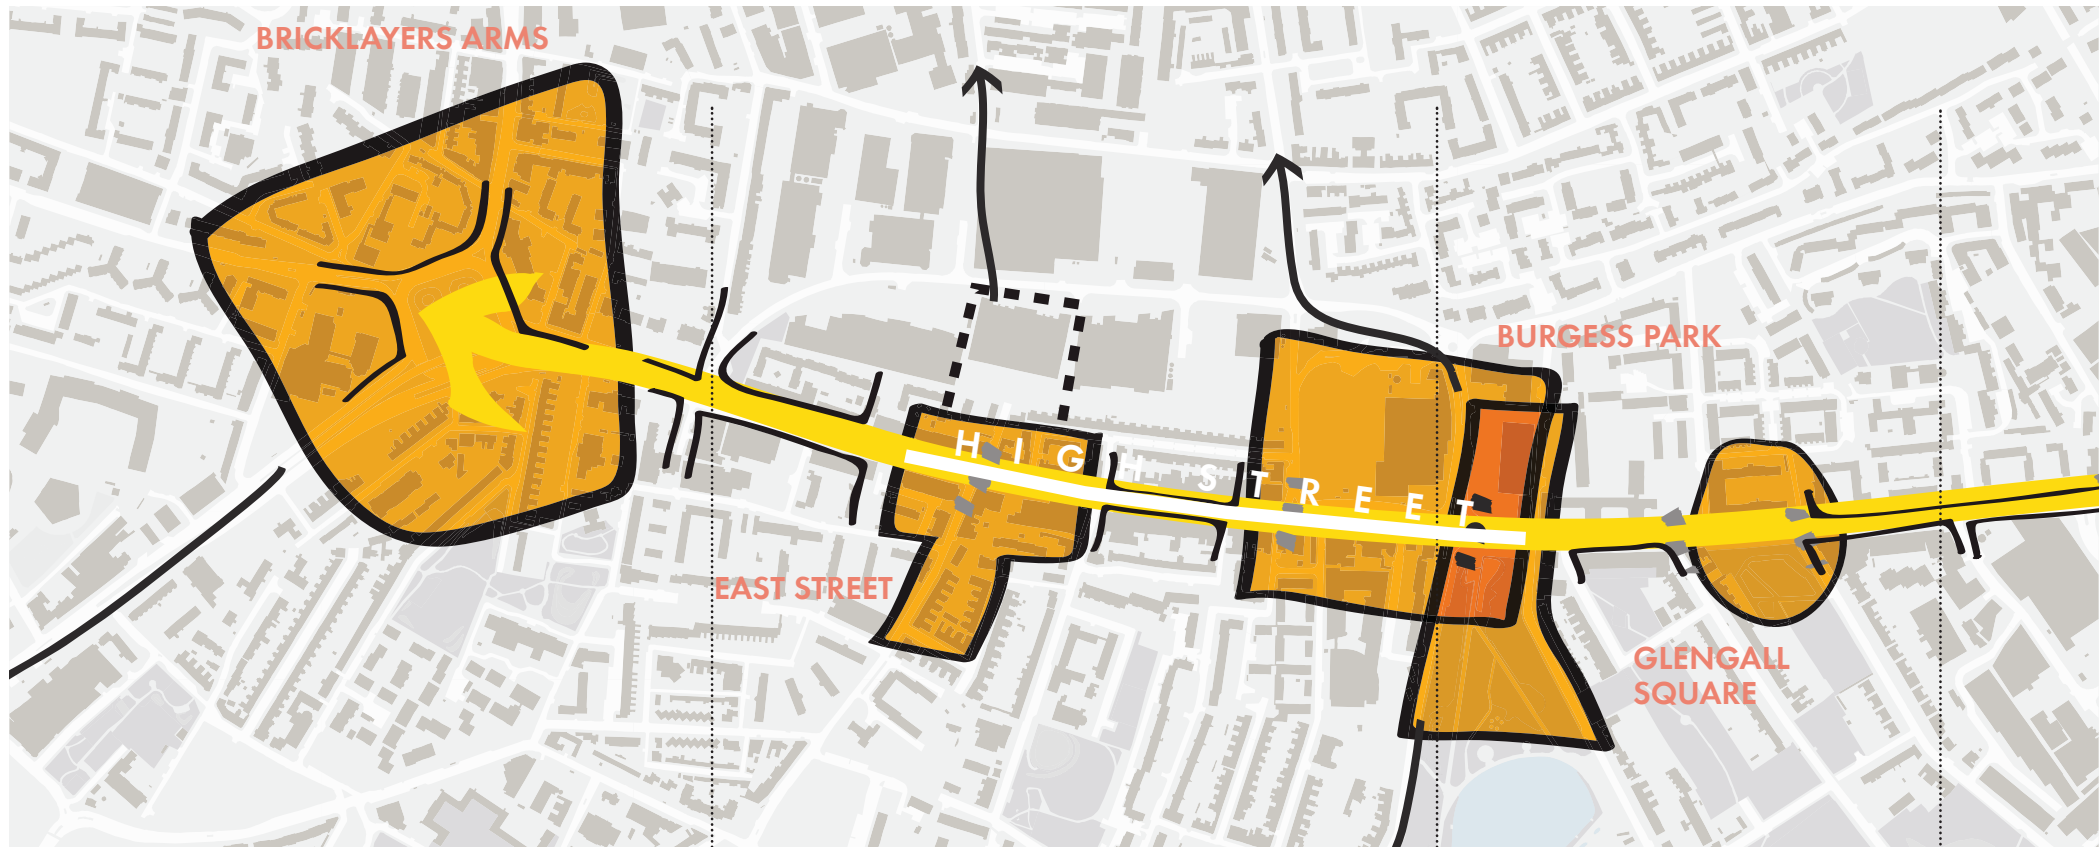 BRICKLAYERS ARMS
BURGESS PARK
HIGH STREET
EAST STREET
GLENGALL
SQUARE